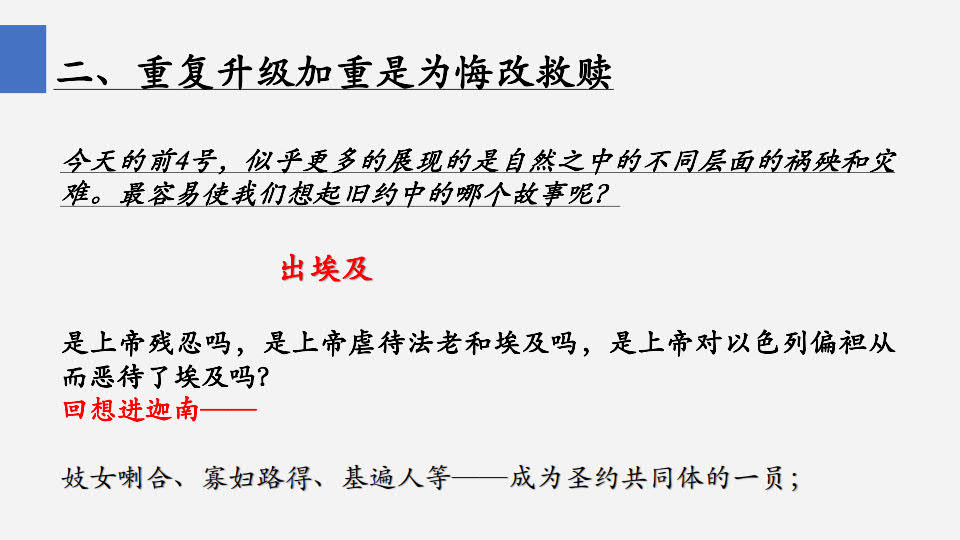 二、重复升级加重是为悔改救赎
今天的前4号，似乎更多的展现的是自然之中的不同层面的祸殃和灾
难。最容易使我们想起旧约中的哪个故事呢？
出埃及
是上帝残忍吗，是上帝虐待法老和埃及吗，是上帝对以色列偏袒从
而恶待了埃及吗？
回想进迦南——
妓女喇合、寡妇路得、基遍人等——成为圣约共同体的一员；